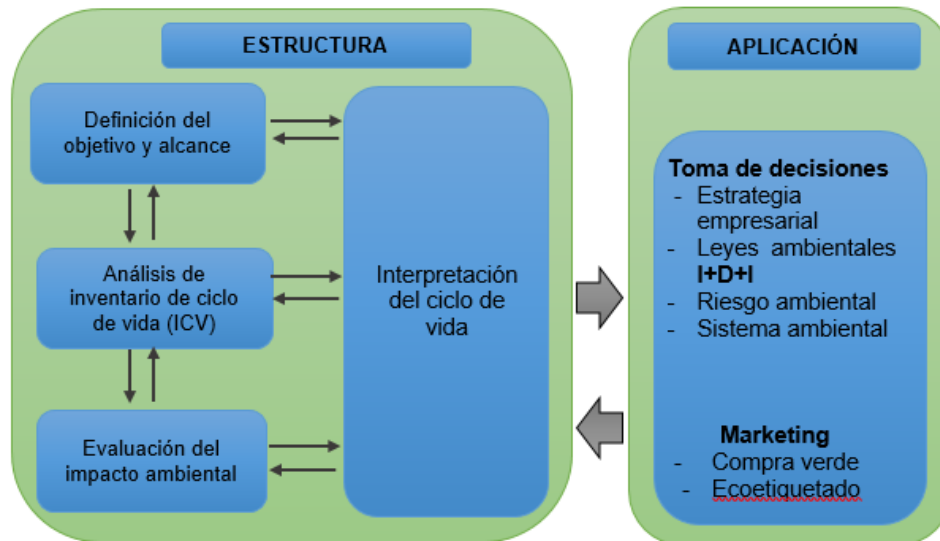 ESTRUCTURA
Definición del
objetivo y alcance
Análisis de
inventario de ciclo
de vida (ICV)
Evaluación del
impacto ambiental
Interpretación
del ciclo de
vida
APLICACIÓN
Toma de decisiones
- Estrategia
empresarial
- Leyes ambientales
I+D+I
- Riesgo ambiental
- Sistema ambiental
Marketing
- Compra verde
- Ecoetiquetado